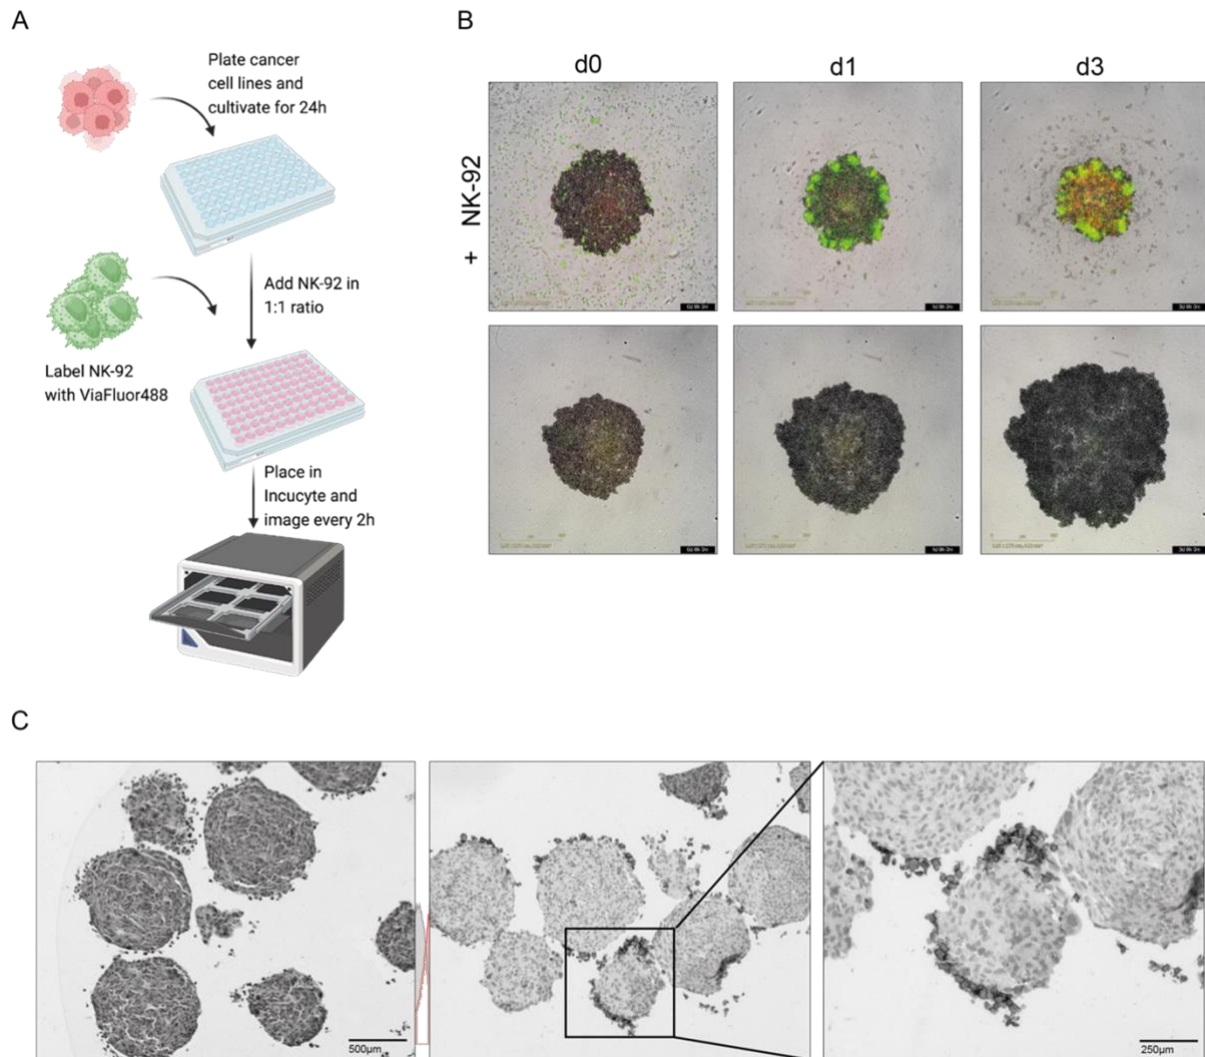 A
Plate cancer
cell lines and
cultivate for 24h
Add NK-92 in
1:1 ratio
Label NK-92
with ViaFluor488
Place in
Incucyte and
image every 2h
B
d0
d1
d3
+ NK-92
C
500µm
250µm